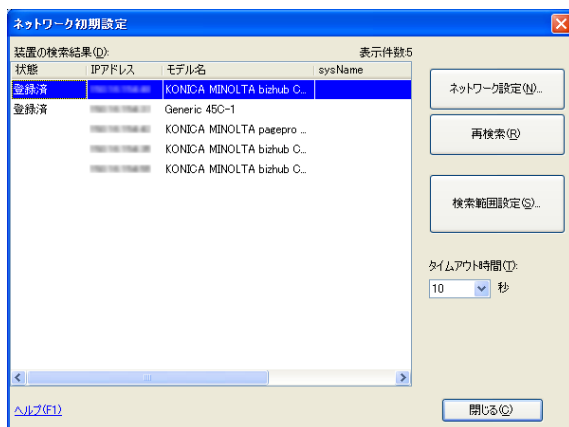 ネットワーク初期設定
装置の検索結果(D): 表示件数:5
状態 IPアドレス モデル名 sysName
登録済 KONICA MINOLTA bizhub C...
登録済 Generic 45C-1
KONICA MINOLTA pagepro ...
KONICA MINOLTA bizhub C...
KONICA MINOLTA bizhub C...
ネットワーク設定(N)...
再検索(R)
検索範囲設定(S)...
タイムアウト時間(T):
10 秒
ヘルプ(F1)
閉じる(C)